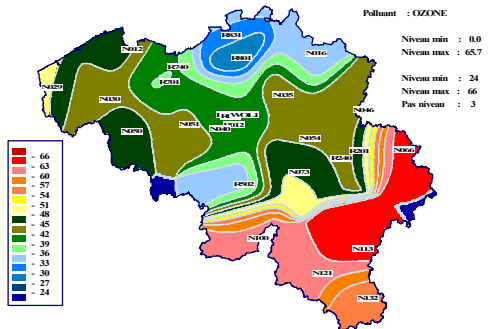 Polluant : OZONE
Niveau min : 0.0
Niveau max : 65.7
Niveau min : 24
Niveau max : 66
Pas niveau : 3
R831
N012
R801
N016
R740
R701
N029
N030
N035
N046
N051
N040
N050
N054
R201
R240
N066
N073
R502
N100
N113
N121
N132
- 66
- 63
- 60
- 57
- 54
- 51
- 48
- 45
- 42
- 39
- 36
- 33
- 30
- 27
- 24